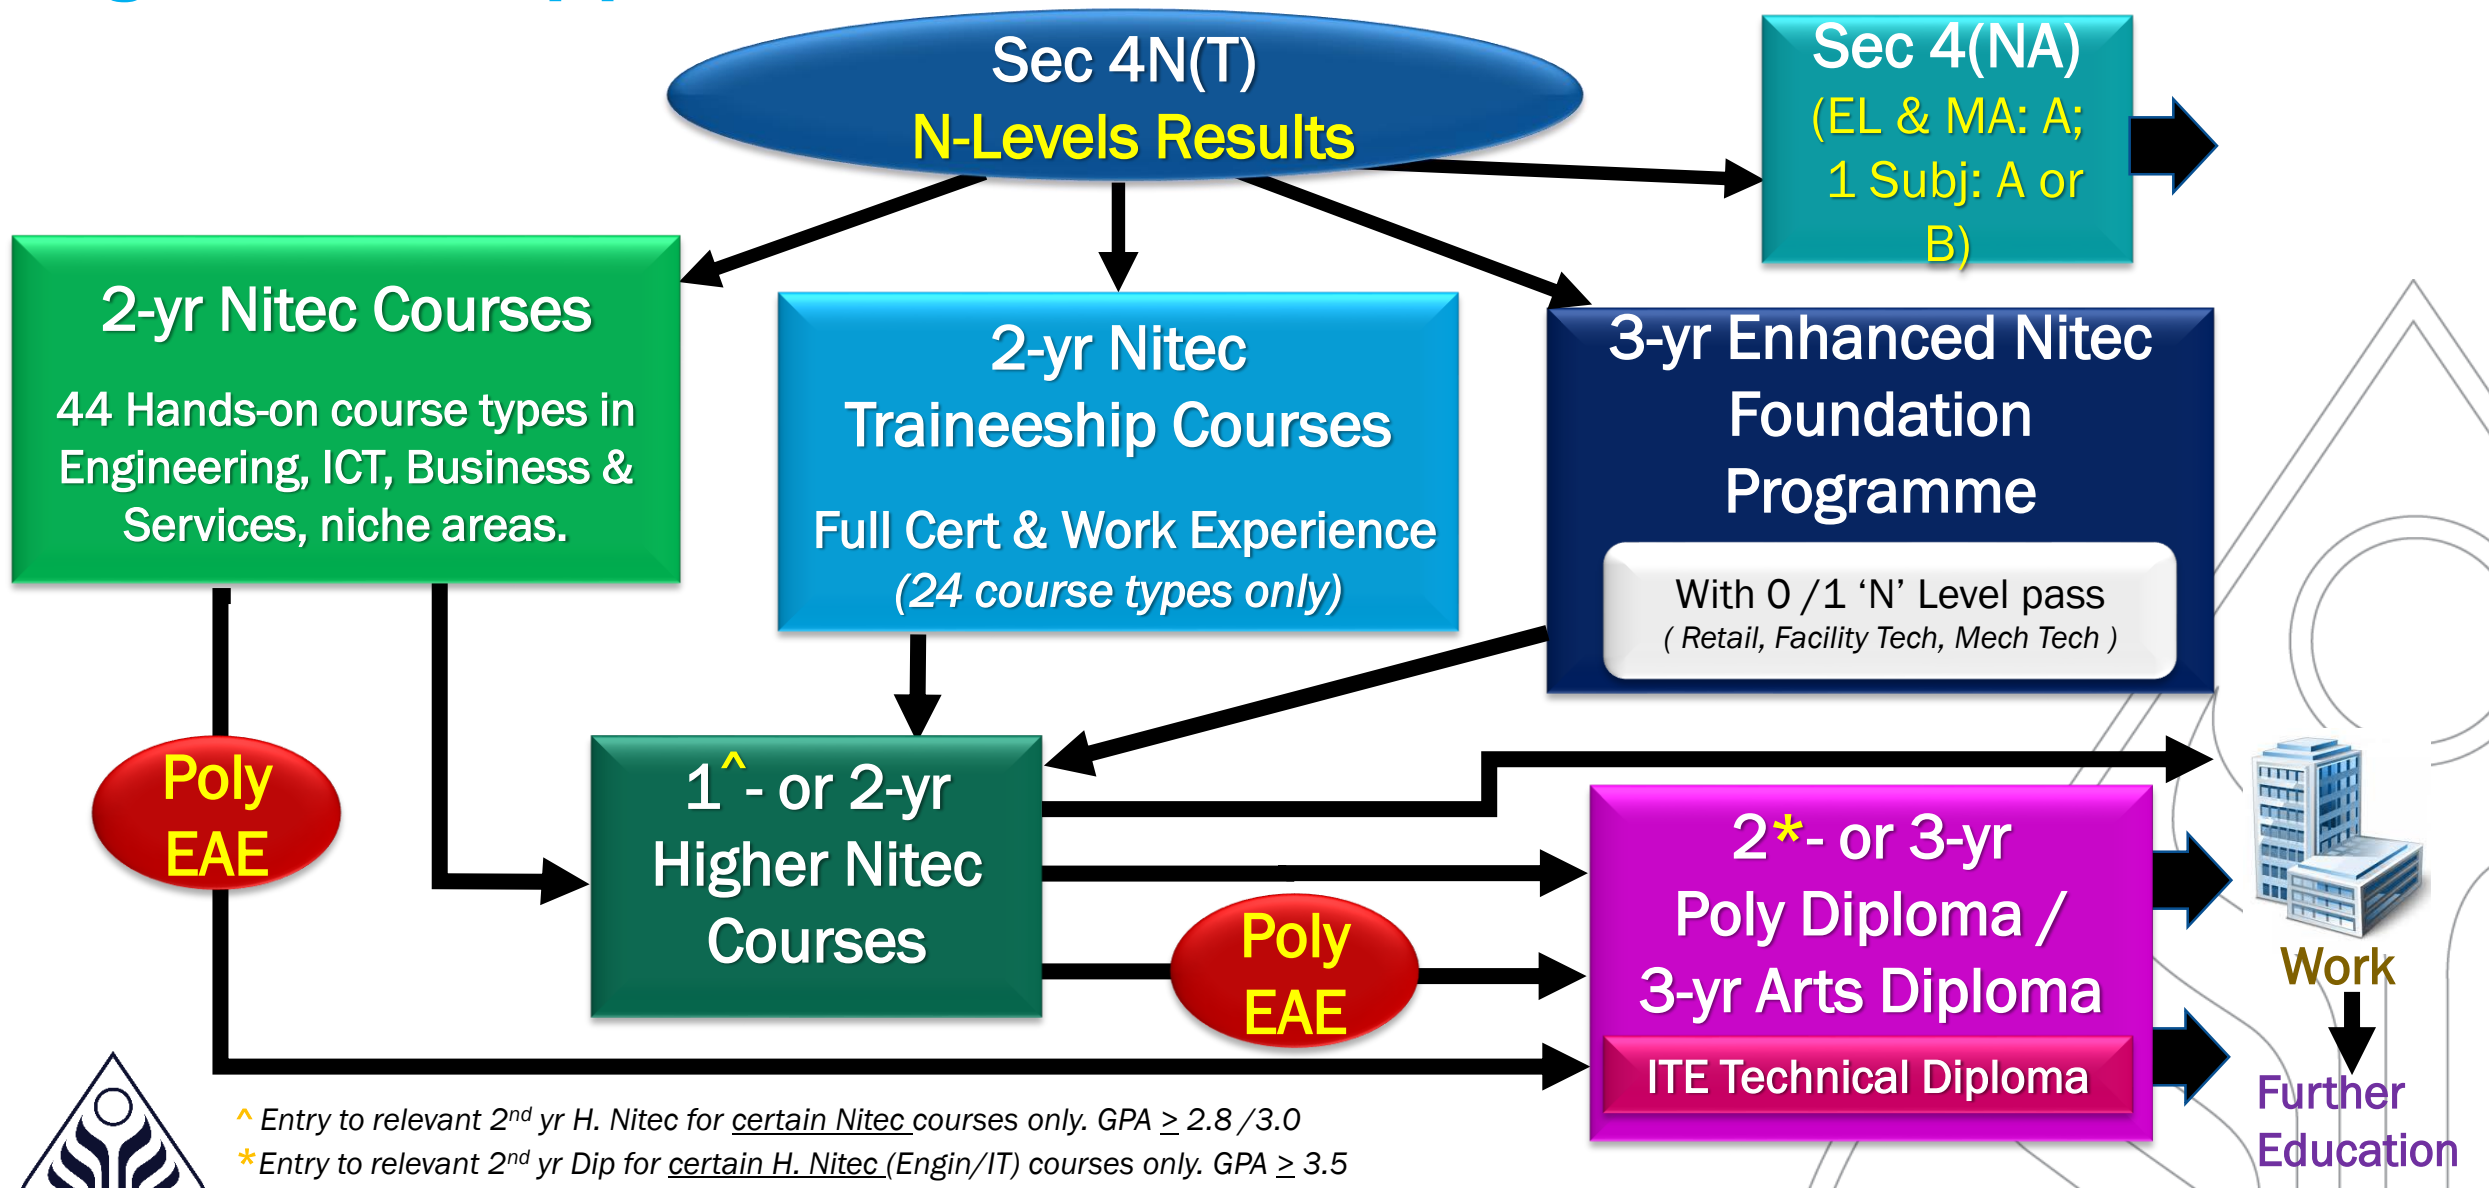 Sec 4N(T)
N-Levels Results
Sec 4(NA)
(EL & MA: A;
1 Subj: A or
B)
2-yr Nitec Courses
44 Hands-on course types in
Engineering, ICT, Business &
Services, niche areas.
2-yr Nitec
Traineeship Courses
Full Cert & Work Experience
(24 course types only)
3-yr Enhanced Nitec
Foundation
Programme
With 0 /1 ‘N’ Level pass
( Retail, Facility Tech, Mech Tech )
Poly
EAE
1^- or 2-yr
Higher Nitec
Courses
Poly
EAE
2*- or 3-yr
Poly Diploma /
3-yr Arts Diploma
ITE Technical Diploma
Work
Further
Education
^ Entry to relevant 2nd yr H. Nitec for certain Nitec courses only. GPA ≥ 2.8 /3.0
*Entry to relevant 2nd yr Dip for certain H. Nitec (Engin/IT) courses only. GPA ≥ 3.5